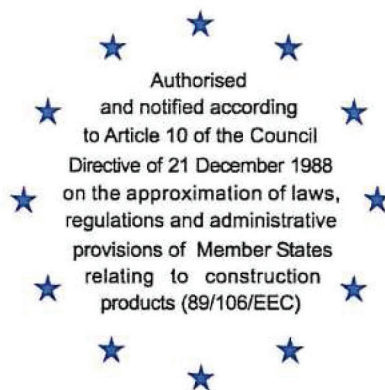 Authorised
and notified according
to Article 10 of the Council
Directive of 21 December 1988
on the approximation of laws,
regulations and administrative
provisions of Member States
relating to construction
products (89/106/EEC)